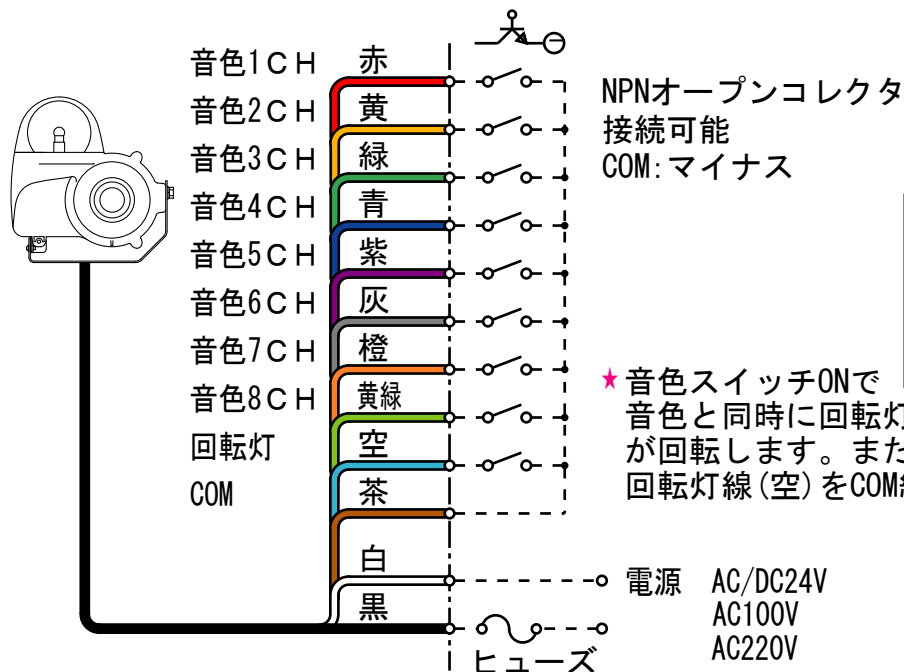 音色1CH 赤
音色2CH 黄
音色3CH 緑
音色4CH 青
音色5CH 紫
音色6CH 灰
音色7CH 橙
音色8CH 黄緑
回転灯 空
COM 茶
白
黒
ヒューズ
NPNオープンコレクタ
接続可能
COM:マイナス
★音色スイッチONで
音色と同時に回転灯
が回転します。また
回転灯線(空)をCOM
電源 AC/DC24V
AC100V
AC220V